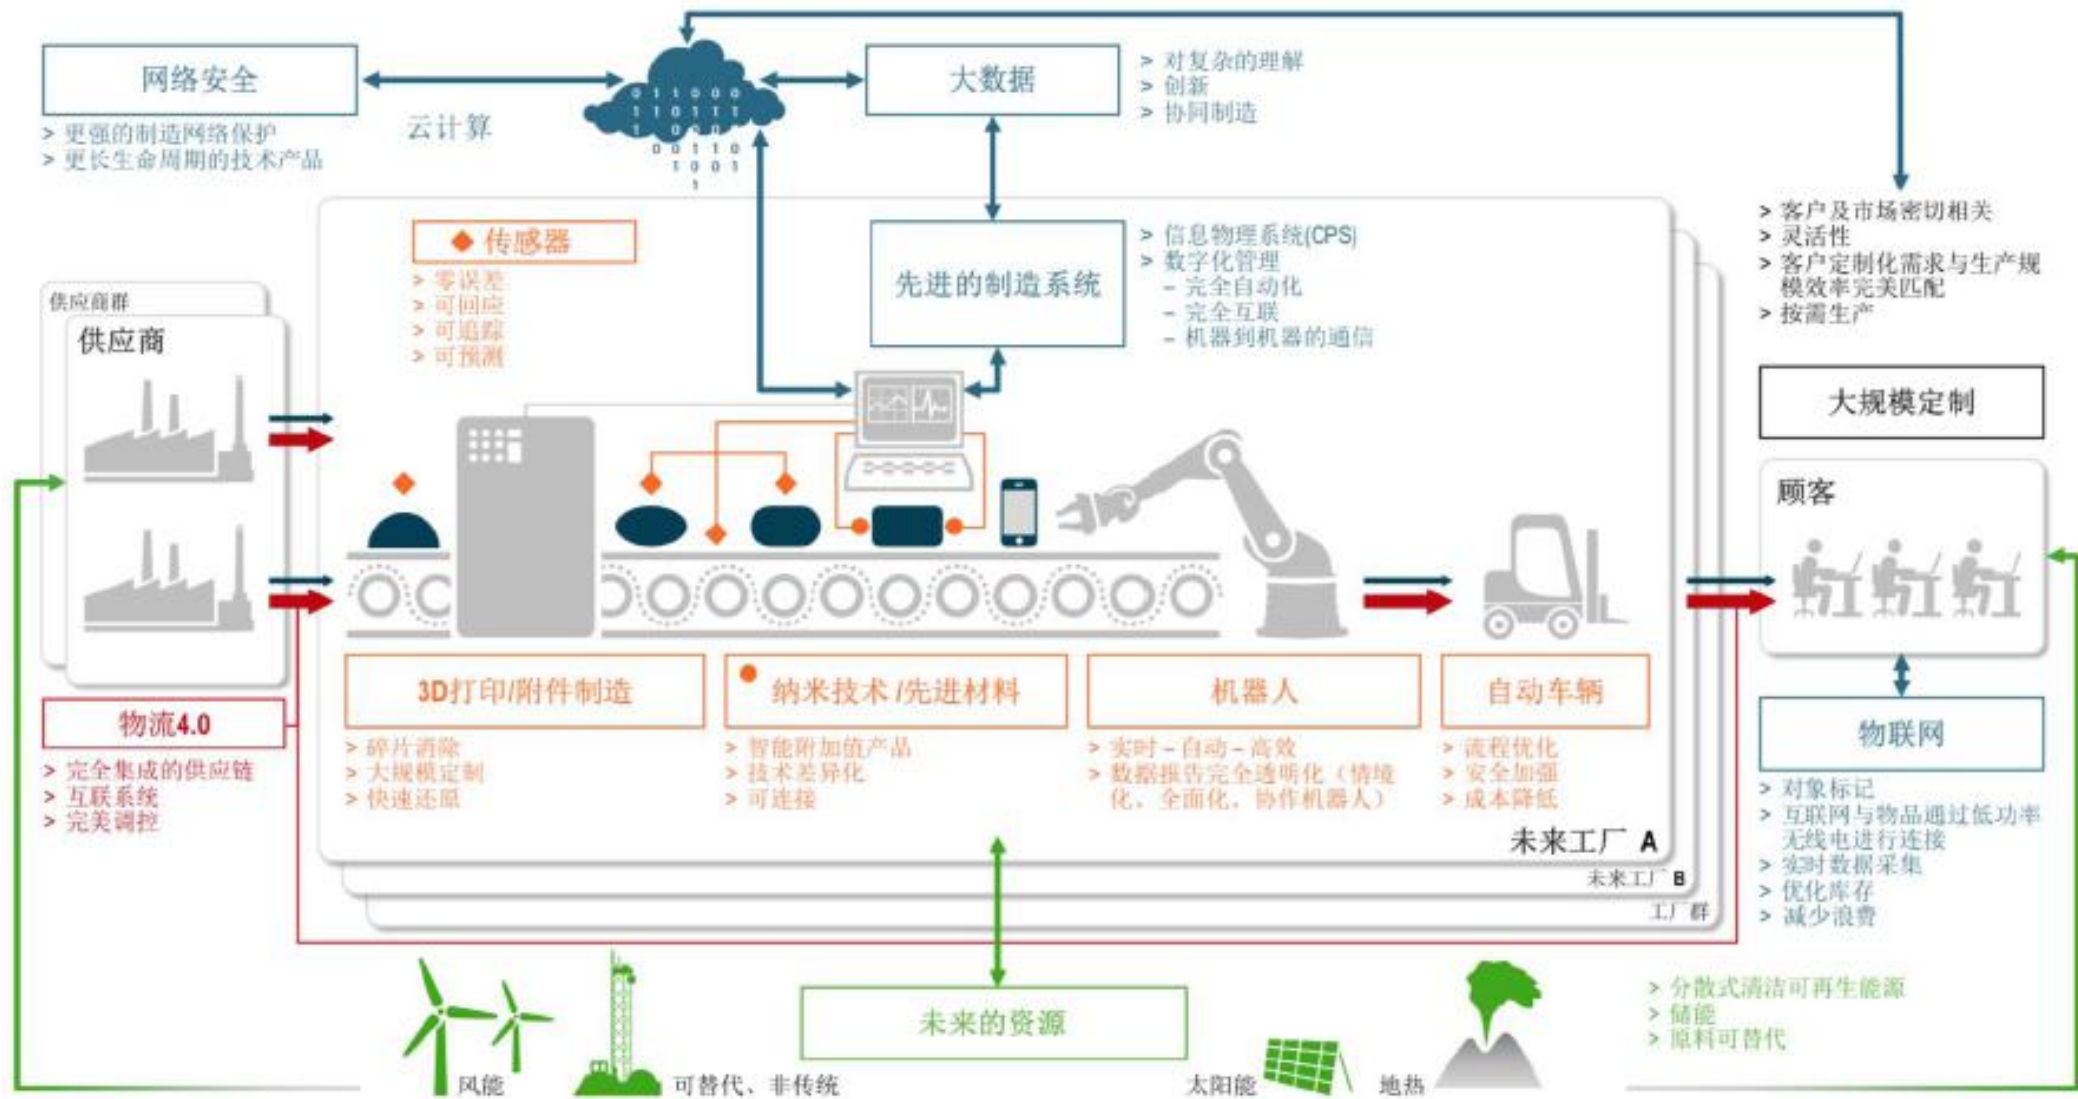 网络安全
> 更强的制造网络保护
> 更长生命周期的技术产品
云计算
0 1 1 0 0 0
大数据
> 对复杂的理解
> 创新
> 协同制造
> 客户及市场密切相关
> 灵活性
> 客户定制化需求与生产规
模效率完美匹配
> 按需生产
传感器
> 零误差
> 可回应
> 可追踪
> 可预测
先进的制造系统
> 信息物理系统(CPS)
> 数字化管理
– 完全自动化
– 完全互联
– 机器到机器的通信
供应商群
供应商
大规模定制
顾客
物流4.0
> 完全集成的供应链
> 互联系统
> 完美调控
3D打印/附件制造
> 碎片消除
> 大规模定制
> 快速还原
纳米技术 /先进材料
> 智能附加值产品
> 技术差异化
> 可连接
机器人
> 实时 – 自动 – 高效
> 数据报告完全透明化（情境
化、全面化、协作机器人）
自动车辆
> 流程优化
> 安全加强
> 成本降低
未来工厂 A
未来工厂 B
工厂群
物联网
> 对象标记
> 互联网与物品通过低功率
无线电进行连接
> 实时数据采集
> 优化库存
> 减少浪费
未来的资源
风能
可替代、非传统
太阳能
地热
> 分散式清洁可再生能源
> 储能
> 原料可替代